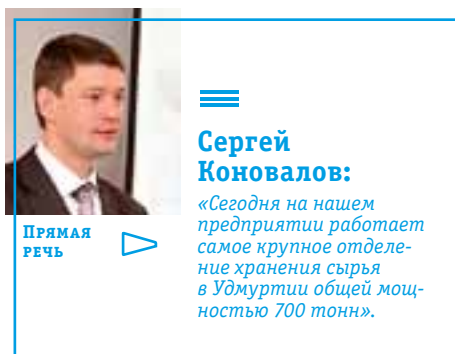 Сергей
Коновалов:
«Сегодня на нашем
предприятии работает
самое крупное отделе-
ние хранения сырья
в Удмуртии общей мощ-
ностью 700 тонн».
Прямая
речь